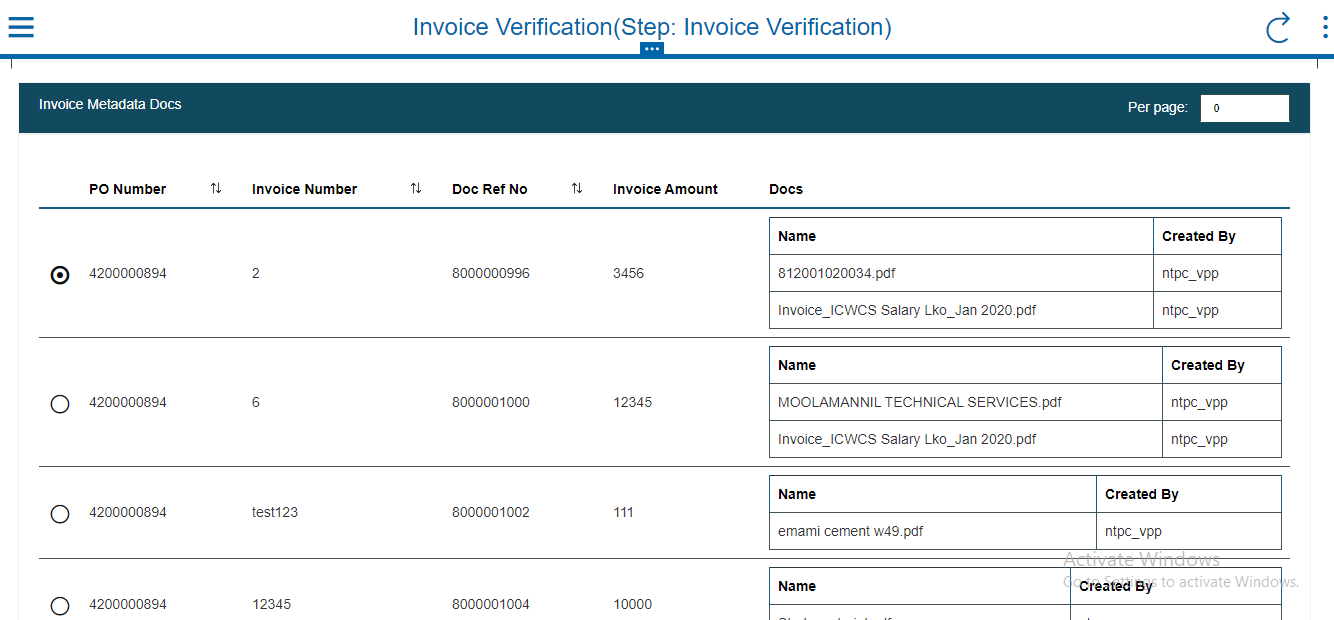 Invoice Verification(Step: Invoice Verification)
Invoice Metadata Docs
Per page: 0
PO Number Invoice Number Doc Ref No Invoice Amount Docs
Name Created By
4200000894 2 8000000996 3456 812001020034.pdf ntpc_vpp
Invoice_ICWCS Salary Lko_Jan 2020.pdf ntpc_vpp
Name Created By
4200000894 6 8000001000 12345 MOOLAMANNIL TECHNICAL SERVICES.pdf ntpc_vpp
Invoice_ICWCS Salary Lko_Jan 2020.pdf ntpc_vpp
Name Created By
4200000894 test123 8000001002 111
emami cement w49.pdf ntpc_vpp
Activate Windows
Go to Settings to activate Windows.
Name Created By
4200000894 12345 8000001004 10000